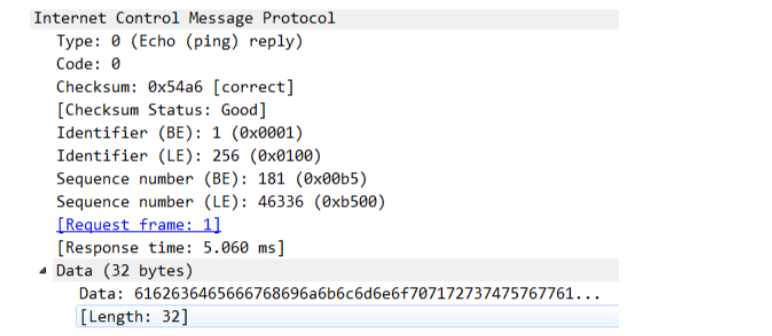 Internet Control Message Protocol
Type: 0 (Echo (ping) reply)
Code: 0
Checksum: 0x54a6 [correct]
[Checksum Status: Good]
Identifier (BE): 1 (0x0001)
Identifier (LE): 256 (0x0100)
Sequence number (BE): 181 (0x00b5)
Sequence number (LE): 46336 (0xb500)
[Request frame: 1]
[Response time: 5.060 ms]
Data (32 bytes)
Data: 6162636465666768696a6b6c6d6e6f7071727374757677​61...
[Length: 32]